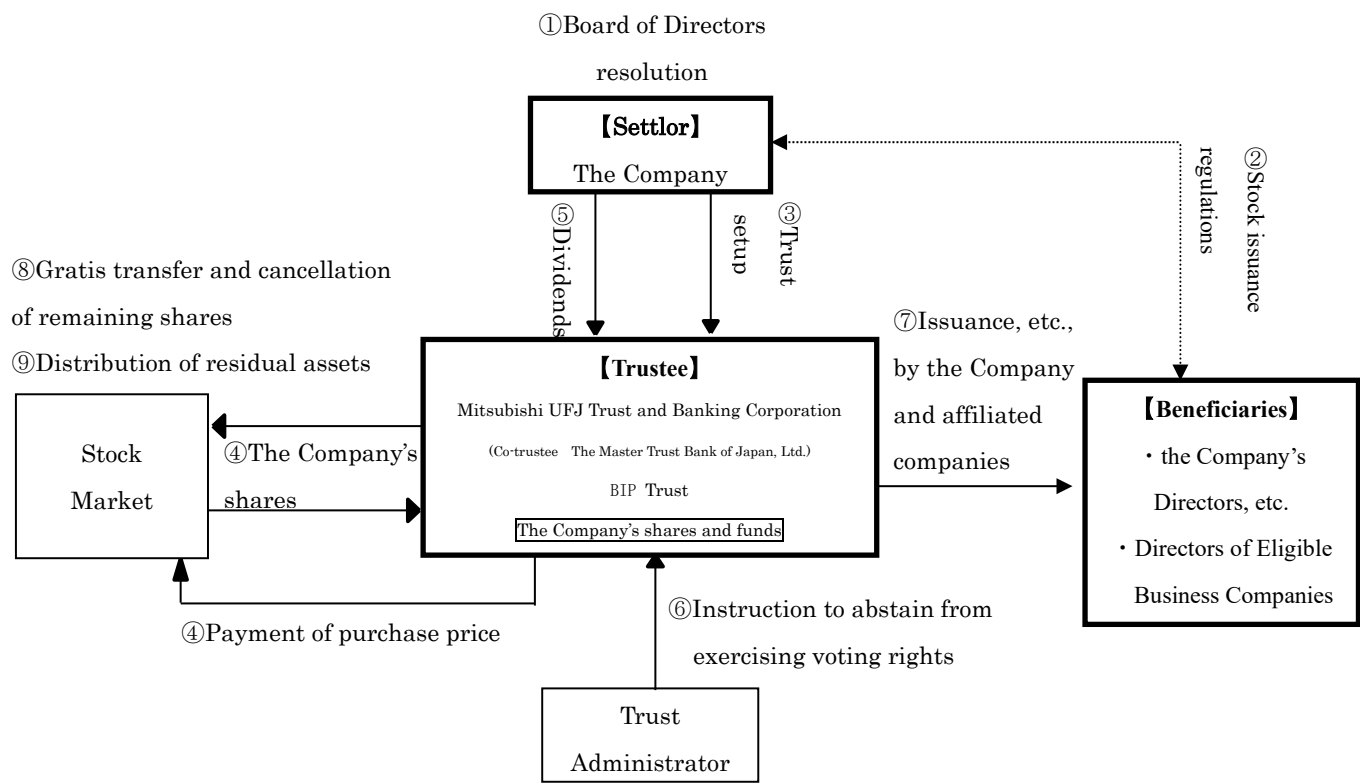 ①Board of Directors
resolution
【Settlor】
The Company
②Stock issuance
regulations
③Trust
setup
⑤Dividends
⑧Gratis transfer and cancellation
of remaining shares
⑨Distribution of residual assets
⑦Issuance, etc.,
by the Company
and affiliated
companies
【Trustee】
Mitsubishi UFJ Trust and Banking Corporation
(Co-trustee The Master Trust Bank of Japan, Ltd.)
BIP Trust
The Company's shares and funds
【Beneficiaries】
・the Company's
Directors, etc.
・Directors of Eligible
Business Companies
Stock
Market
④The Company's
shares
④Payment of purchase price
⑥Instruction to abstain from
exercising voting rights
Trust
Administrator